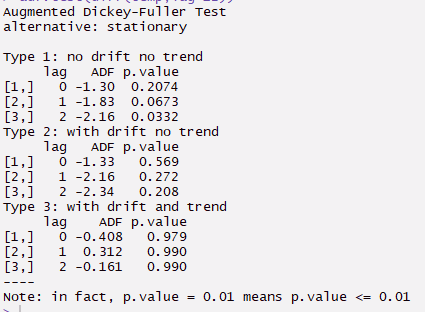 Augmented Dickey-Fuller Test
alternative: stationary

Type 1: no drift no trend
     lag   ADF p.value
[1,]   0 -1.30  0.2074
[2,]   1 -1.83  0.0673
[3,]   2 -2.16  0.0332
Type 2: with drift no trend
     lag   ADF p.value
[1,]   0 -1.33   0.569
[2,]   1 -2.16   0.272
[3,]   2 -2.34   0.208
Type 3: with drift and trend
     lag    ADF p.value
[1,]   0 -0.408   0.979
[2,]   1  0.312   0.990
[3,]   2 -0.161   0.990
----
Note: in fact, p.value = 0.01 means p.value <= 0.01
>